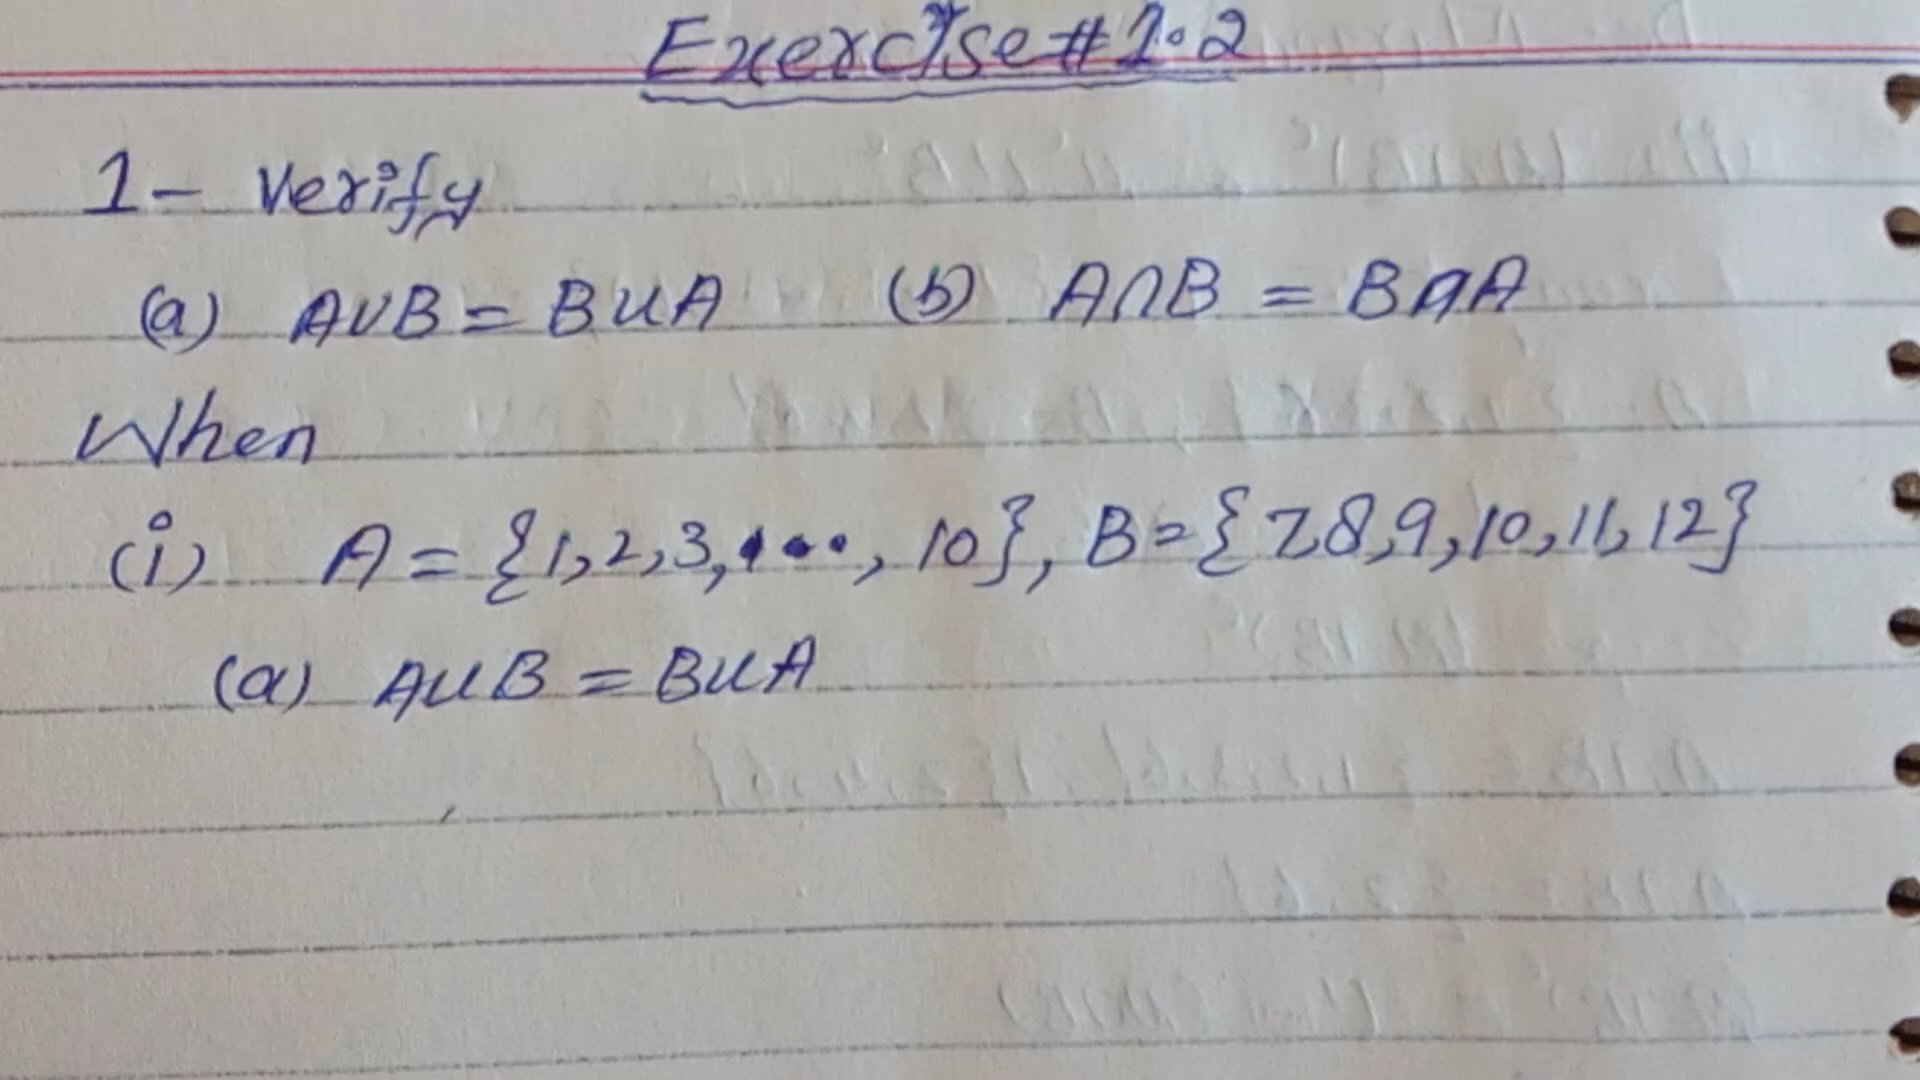 Exercise # 1.2
1- Verify
(a) A∪B = B∪A (b) A∩B = B∩A
When
(i) A = {1,2,3,...,10}, B={7,8,9,10,11,12}
(a) A∪B = B∪A